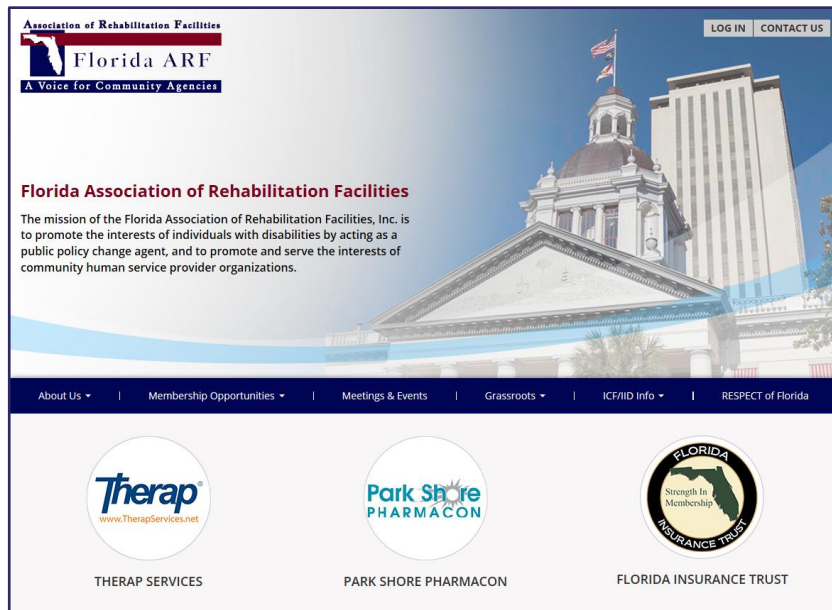 Association of Rehabilitation Facilities
Florida ARF
A Voice for Community Agencies
LOG IN
CONTACT US
Florida Association of Rehabilitation Facilities
The mission of the Florida Association of Rehabilitation Facilities, Inc. is
to promote the interests of individuals with disabilities by acting as a
public policy change agent, and to promote and serve the interests of
community human service provider organizations.
About Us | Membership Opportunities | Meetings & Events | Grassroots | ICF/IID Info | RESPECT of Florida
Therap®
www.TherapServices.net
Park Shore
PHARMACON
FLORIDA
Strength In
Membership
INSURANCE TRUST
THERAP SERVICES
PARK SHORE PHARMACON
FLORIDA INSURANCE TRUST